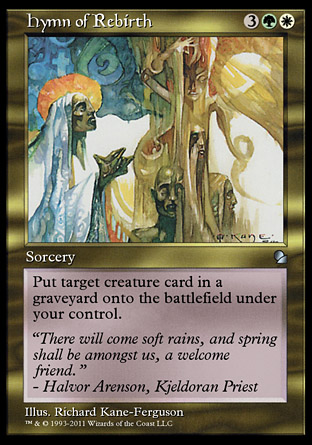 Hymn of Rebirth 3
Sorcery
Put target creature card in a
graveyard onto the battlefield under
your control.
“There will come soft rains, and spring
shall be amongst us, a welcome
friend.”
- Halvor Arenson, Kjeldoran Priest
Illus. Richard Kane-Ferguson
™ & © 1993-2011 Wizards of the Coast LLC